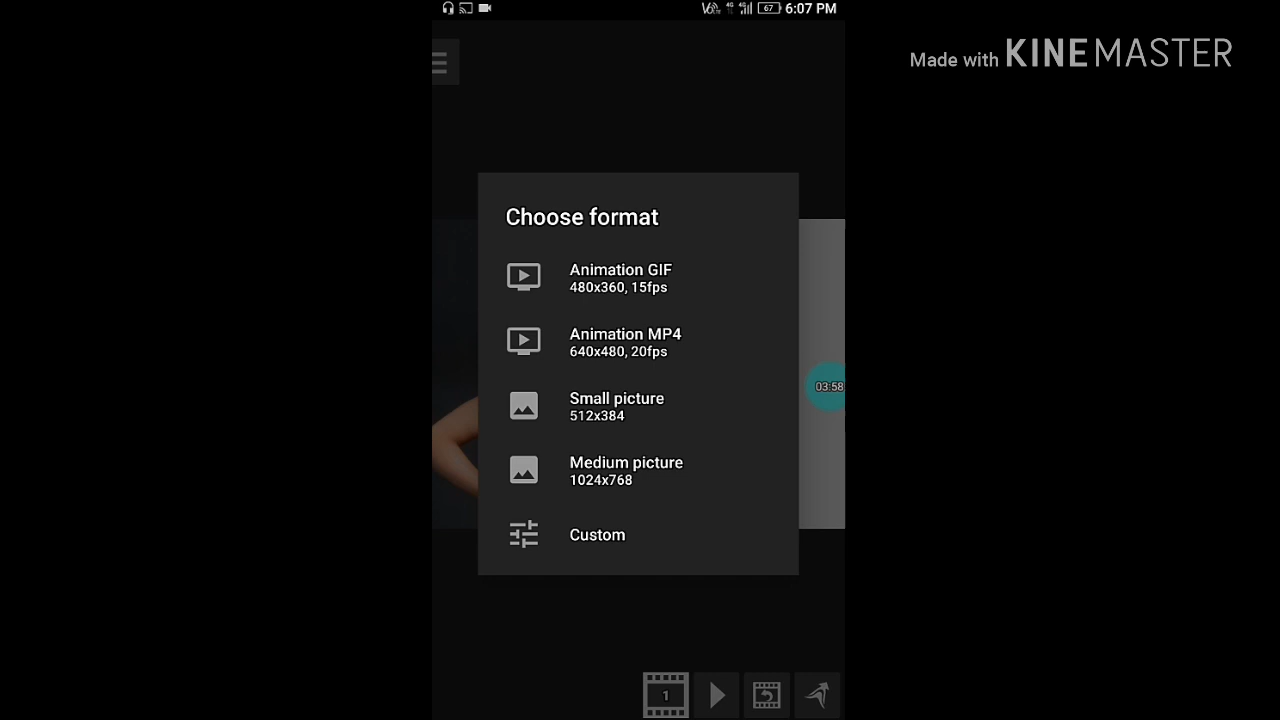 67 6:07 PM
Made with KINEMASTER
Choose format
Animation GIF
480x360, 15fps
Animation MP4
640x480, 20fps
03:58
Small picture
512x384
Medium picture
1024x768
Custom
1